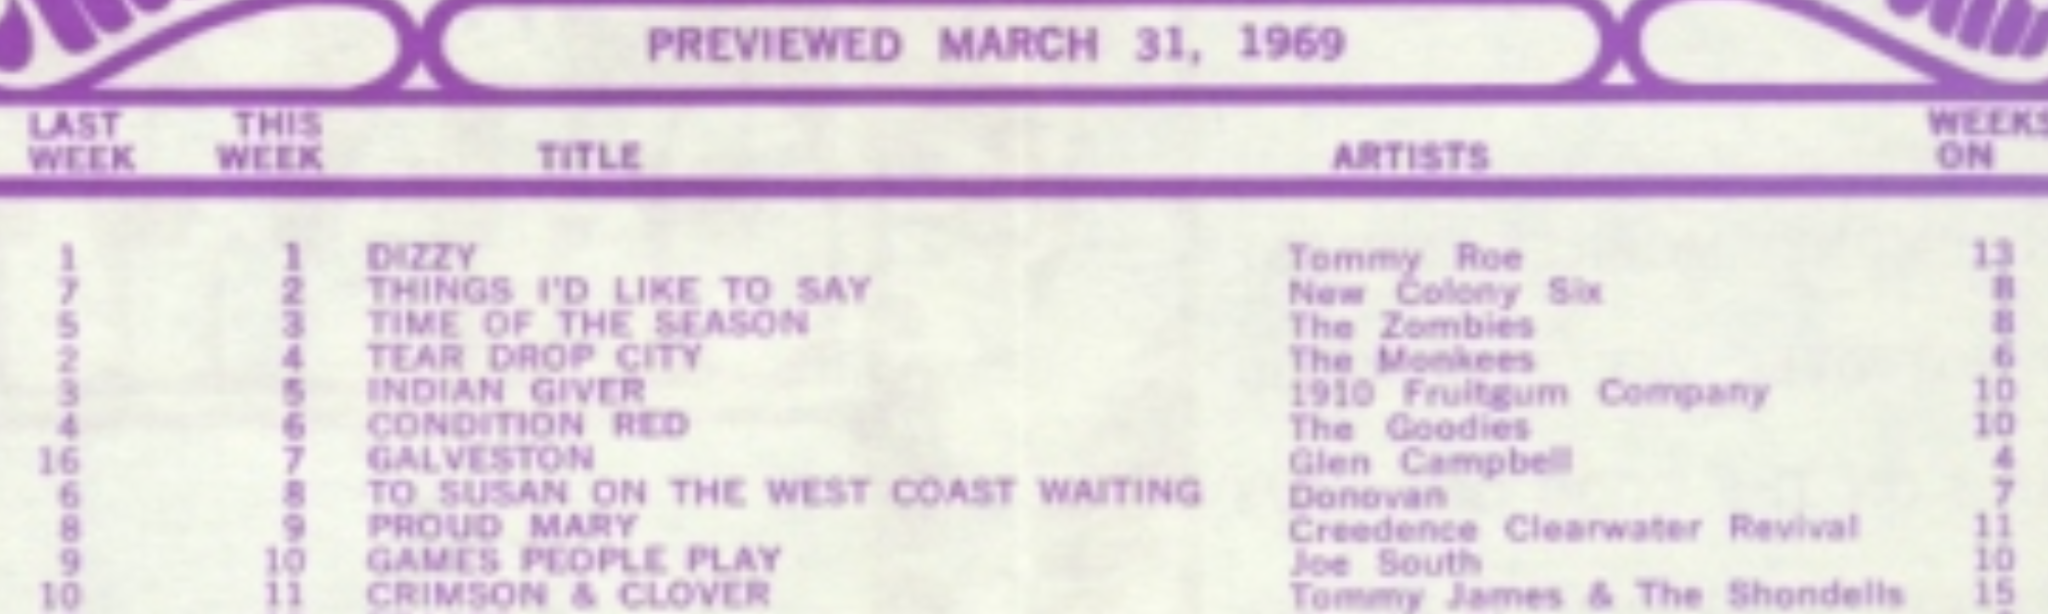 PREVIEWED MARCH 31, 1969
LAST WEEK THIS WEEK TITLE ARTISTS WEEKS ON
1 1 DIZZY Tommy Roe 13
7 2 THINGS I'D LIKE TO SAY New Colony Six 8
5 3 TIME OF THE SEASON The Zombies 8
2 4 TEAR DROP CITY The Monkees 6
3 5 INDIAN GIVER 1910 Fruitgum Company 10
4 6 CONDITION RED The Goodies 10
16 7 GALVESTON Glen Campbell 4
6 8 TO SUSAN ON THE WEST COAST WAITING Donovan 7
8 9 PROUD MARY Creedence Clearwater Revival 11
9 10 GAMES PEOPLE PLAY Joe South 10
10 11 CRIMSON & CLOVER Tommy James & The Shondells 15